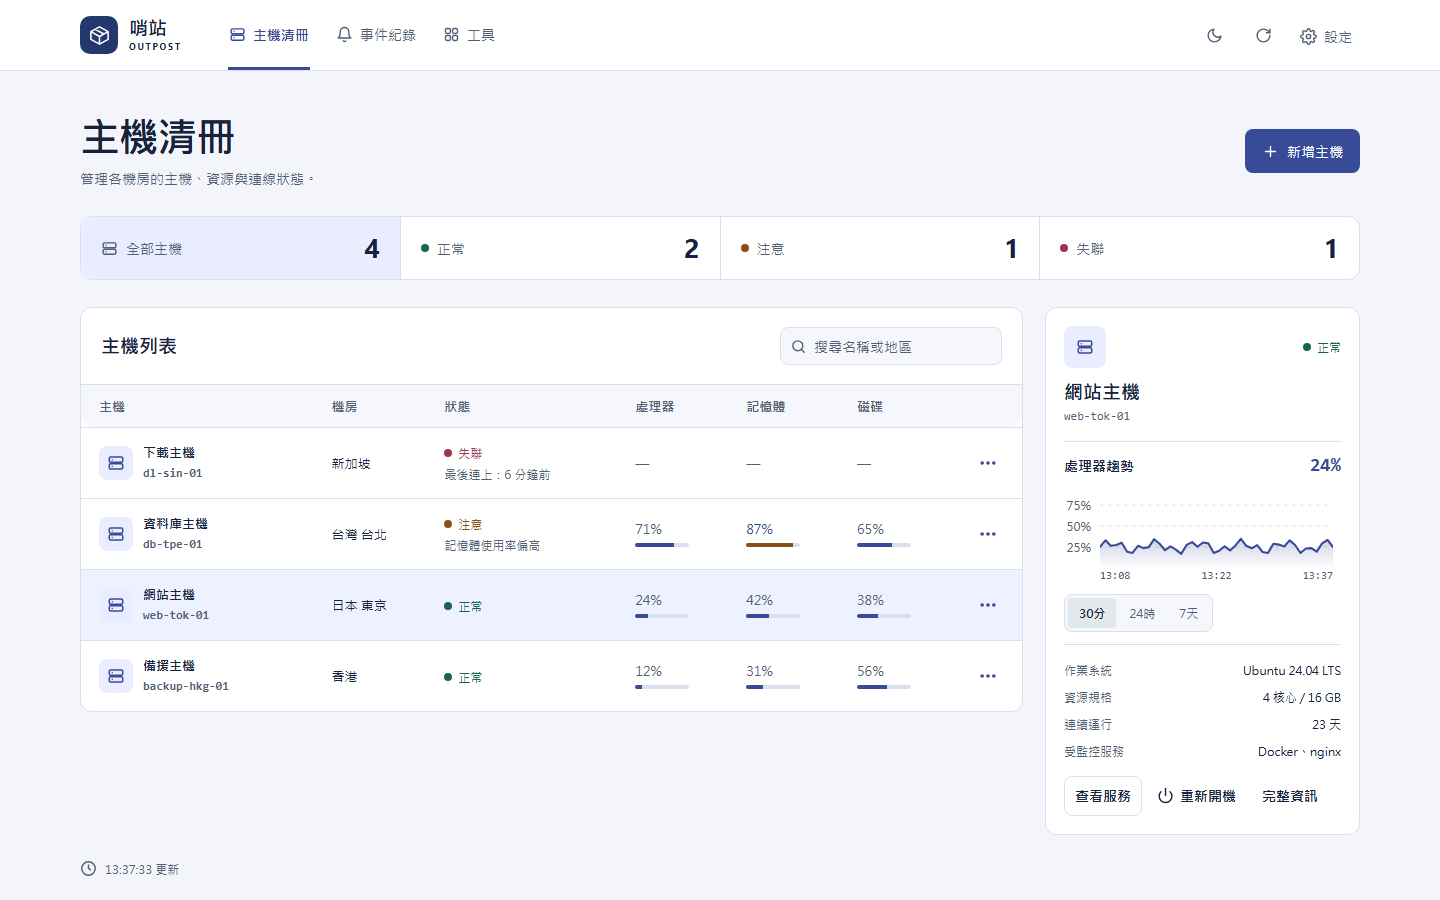 哨站
OUTPOST
主機清冊
事件紀錄
工具
設定
主機清冊
管理各機房的主機、資源與連線狀態。
新增主機
全部主機 4
正常 2
注意 1
失聯 1
主機列表
搜尋名稱或地區
主機 機房 狀態 處理器 記憶體 磁碟
下載主機
dl-sin-01
新加坡
失聯
最後連上：6 分鐘前
— — —
資料庫主機
db-tpe-01
台灣 台北
注意
記憶體使用率偏高
71% 87% 65%
網站主機
web-tok-01
日本 東京
正常
24% 42% 38%
備援主機
backup-hkg-01
香港
正常
12% 31% 56%
正常
網站主機
web-tok-01
處理器趨勢 24%
75%
50%
25%
13:08 13:22 13:37
30分 24時 7天
作業系統 Ubuntu 24.04 LTS
資源規格 4 核心 / 16 GB
連續運行 23 天
受監控服務 Docker、nginx
查看服務 重新開機 完整資訊
13:37:33 更新